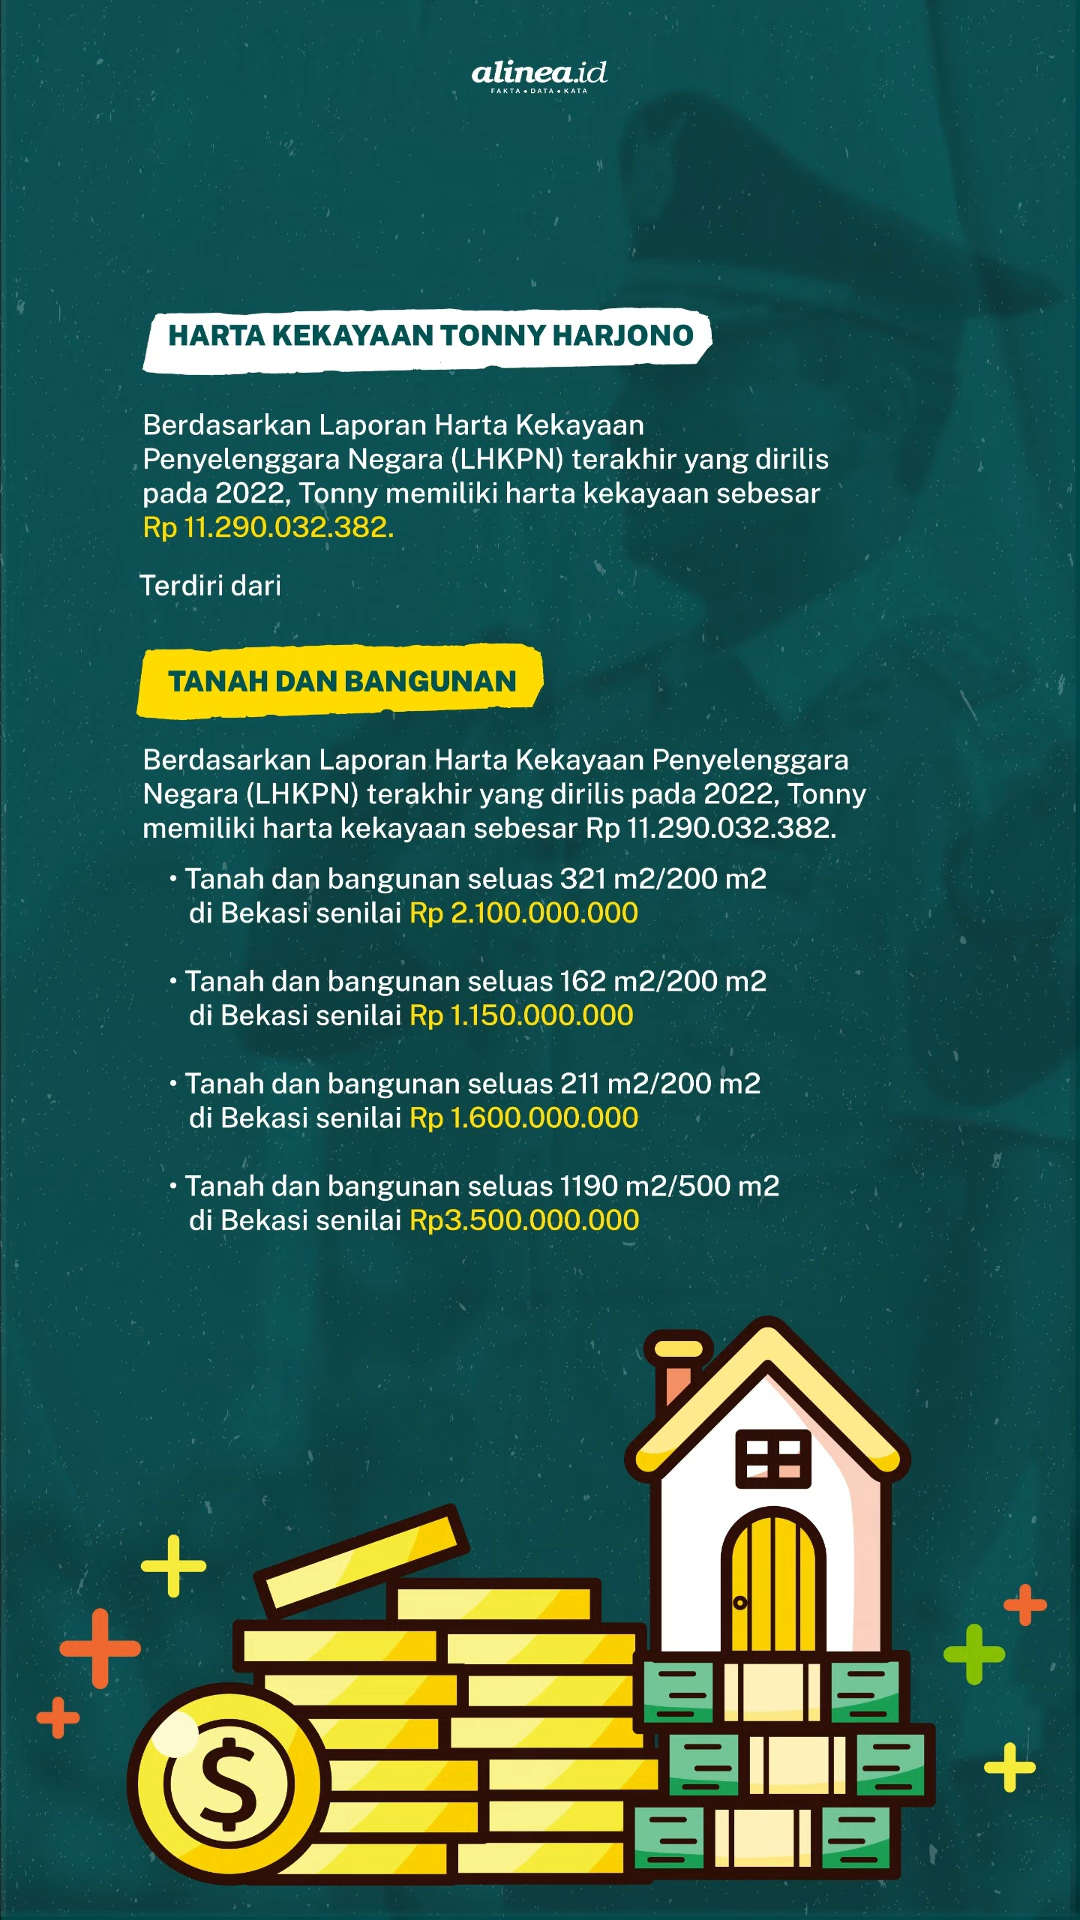 alinea.id
FAKTA • DATA • KATA
HARTA KEKAYAAN TONNY HARJONO
Berdasarkan Laporan Harta Kekayaan
Penyelenggara Negara (LHKPN) terakhir yang dirilis
pada 2022, Tonny memiliki harta kekayaan sebesar
Rp 11.290.032.382.
Terdiri dari
TANAH DAN BANGUNAN
Berdasarkan Laporan Harta Kekayaan Penyelenggara
Negara (LHKPN) terakhir yang dirilis pada 2022, Tonny
memiliki harta kekayaan sebesar Rp 11.290.032.382.
• Tanah dan bangunan seluas 321 m2/200 m2
di Bekasi senilai Rp 2.100.000.000
• Tanah dan bangunan seluas 162 m2/200 m2
di Bekasi senilai Rp 1.150.000.000
• Tanah dan bangunan seluas 211 m2/200 m2
di Bekasi senilai Rp 1.600.000.000
• Tanah dan bangunan seluas 1190 m2/500 m2
di Bekasi senilai Rp3.500.000.000
$